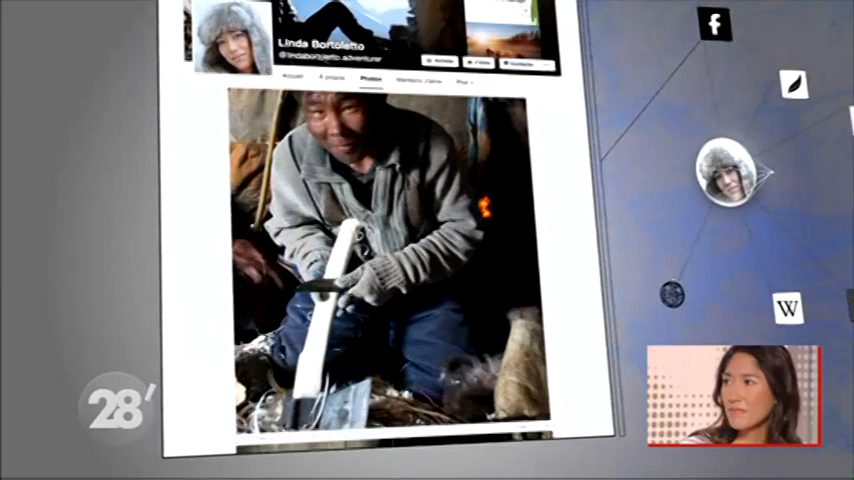 Linda Bortoletto
@lindabortoletto.adventurer
Accueil À propos Photos Mentions J'aime Plus
f
W
28'